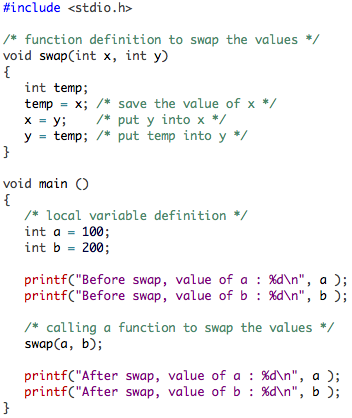 #include <stdio.h>
/* function definition to swap the values */
void swap(int x, int y)
{
int temp;
temp = x; /* save the value of x */
x = y; /* put y into x */
y = temp; /* put temp into y */
}
void main ()
{
/* local variable definition */
int a = 100;
int b = 200;
printf("Before swap, value of a : %d\n", a );
printf("Before swap, value of b : %d\n", b );
/* calling a function to swap the values */
swap(a, b);
printf("After swap, value of a : %d\n", a );
printf("After swap, value of b : %d\n", b );
}